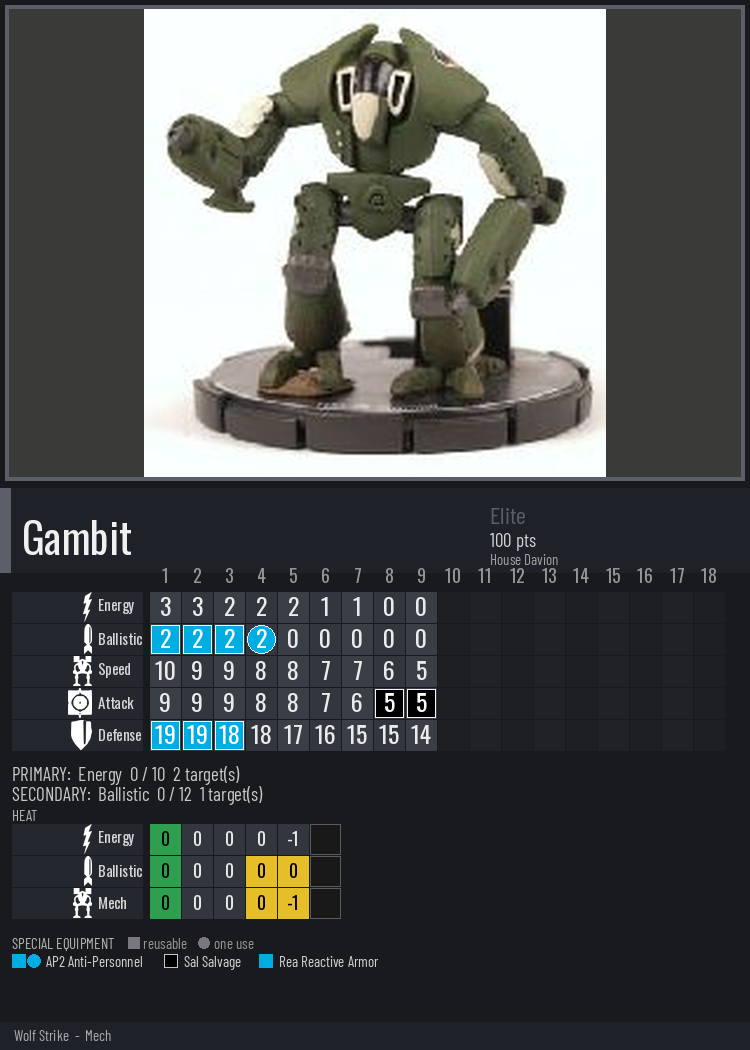 Gambit
Elite
100 pts
House Davion
1 2 3 4 5 6 7 8 9 10 11 12 13 14 15 16 17 18
Energy 3 3 2 2 2 1 1 0 0
Ballistic 2 2 2 2 0 0 0 0 0
Speed 10 9 9 8 8 7 7 6 5
Attack 9 9 9 8 8 7 6 5 5
Defense 19 19 18 18 17 16 15 15 14
PRIMARY: Energy 0 / 10 2 target(s)
SECONDARY: Ballistic 0 / 12 1 target(s)
HEAT
Energy 0 0 0 0 -1
Ballistic 0 0 0 0 0
Mech 0 0 0 0 -1
SPECIAL EQUIPMENT reusable one use
AP2 Anti-Personnel Sal Salvage Rea Reactive Armor
Wolf Strike - Mech